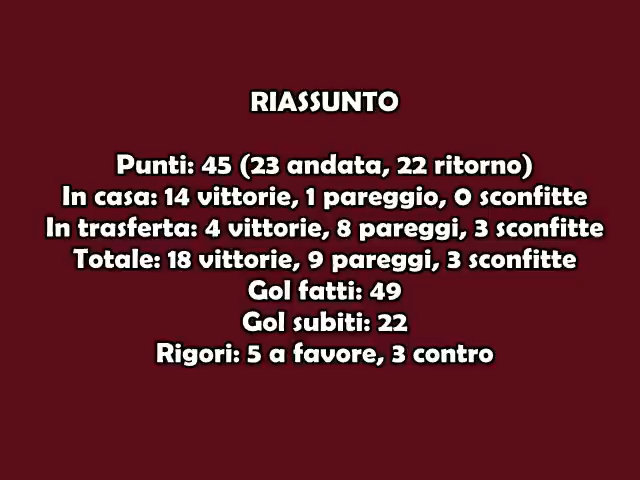 RIASSUNTO
Punti: 45 (23 andata, 22 ritorno)
In casa: 14 vittorie, 1 pareggio, 0 sconfitte
In trasferta: 4 vittorie, 8 pareggi, 3 sconfitte
Totale: 18 vittorie, 9 pareggi, 3 sconfitte
Gol fatti: 49
Gol subiti: 22
Rigori: 5 a favore, 3 contro